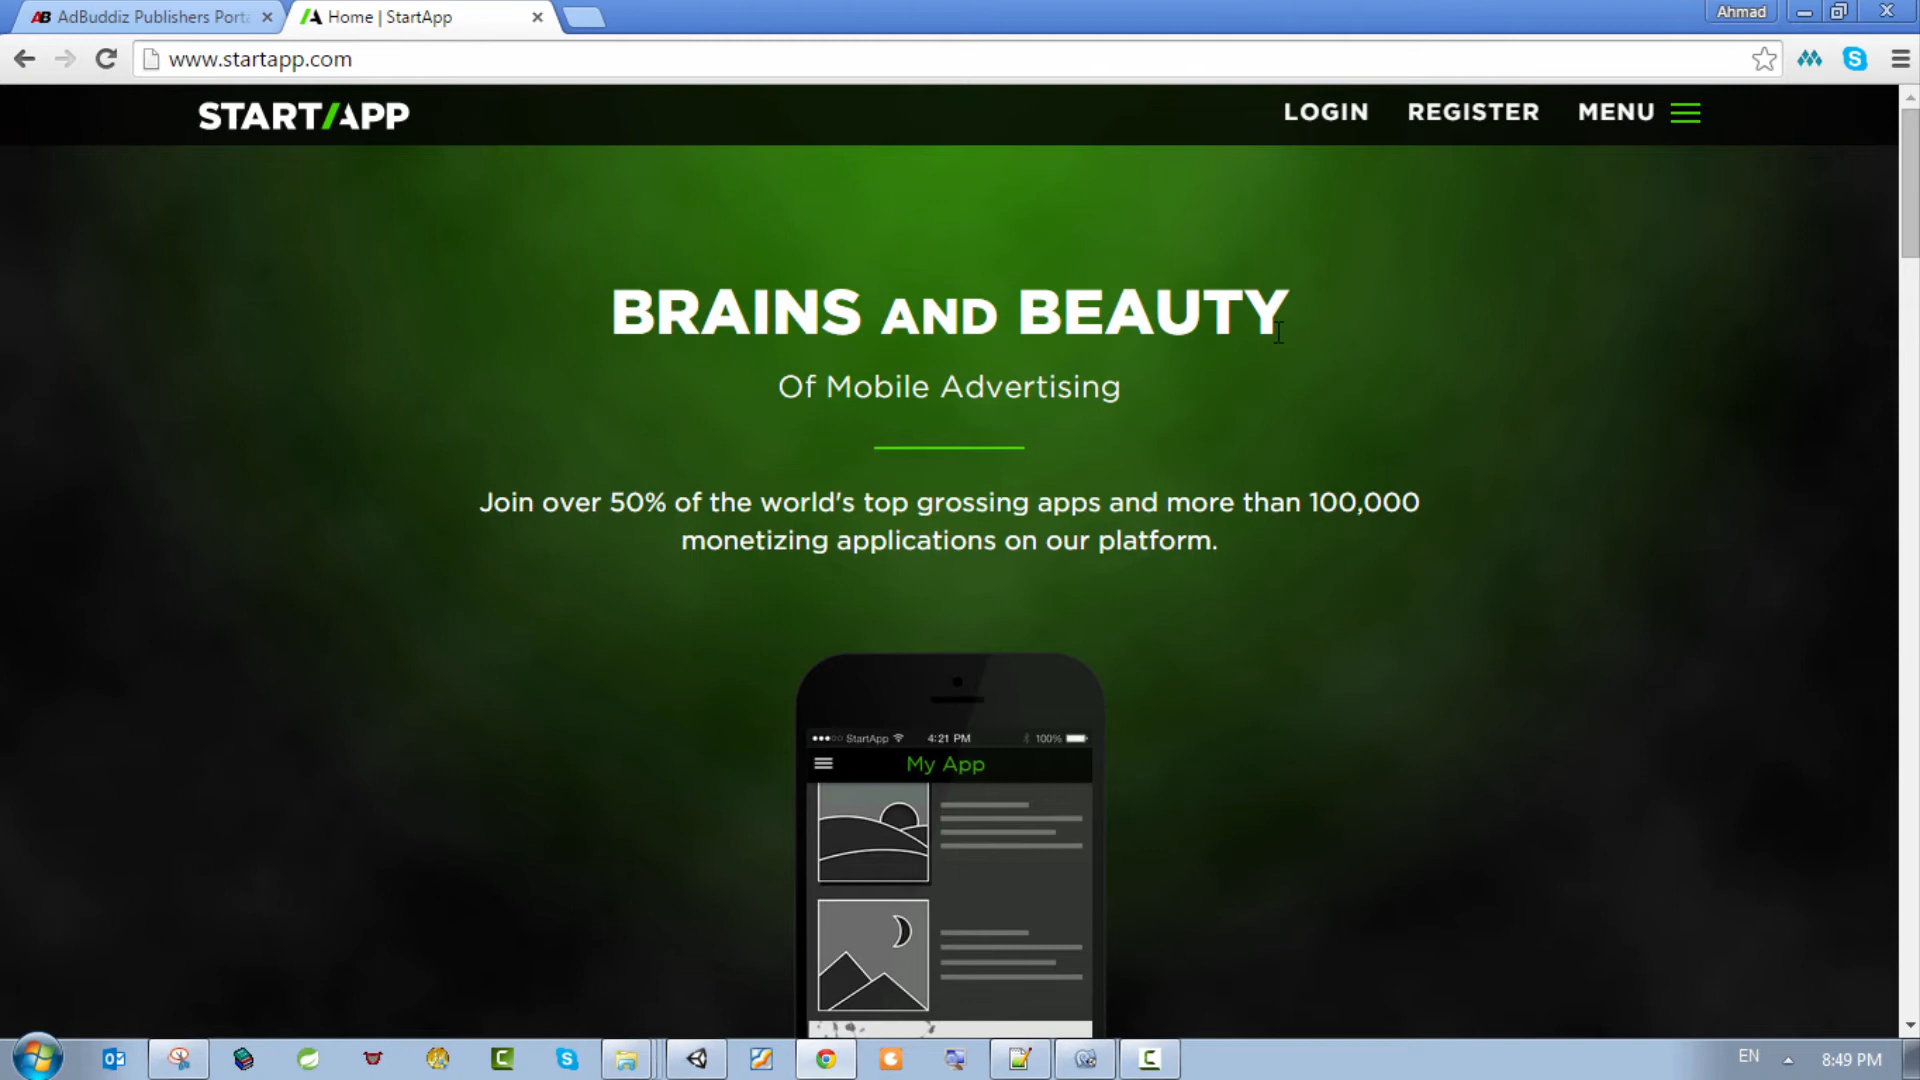 AdBuddiz Publishers Porta
Home | StartApp
Ahmad
www.startapp.com
START/APP
LOGIN
REGISTER
MENU
BRAINS AND BEAUTY
Of Mobile Advertising
Join over 50% of the world's top grossing apps and more than 100,000
monetizing applications on our platform.
StartApp
4:21 PM
100%
My App
EN
8:49 PM